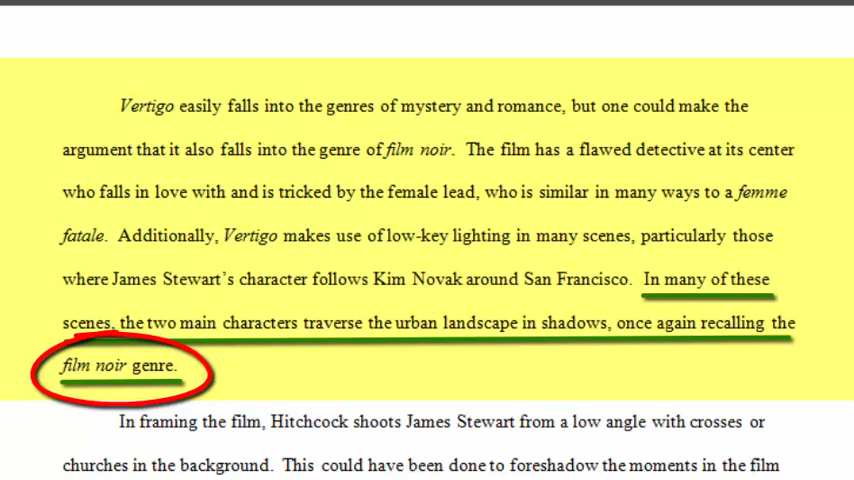 Vertigo easily falls into the genres of mystery and romance, but one could make the
argument that it also falls into the genre of film noir. The film has a flawed detective at its center
who falls in love with and is tricked by the female lead, who is similar in many ways to a femme
fatale. Additionally, Vertigo makes use of low-key lighting in many scenes, particularly those
where James Stewart's character follows Kim Novak around San Francisco. In many of these
scenes, the two main characters traverse the urban landscape in shadows, once again recalling the
film noir genre.
In framing the film, Hitchcock shoots James Stewart from a low angle with crosses or
churches in the background. This could have been done to foreshadow the moments in the film